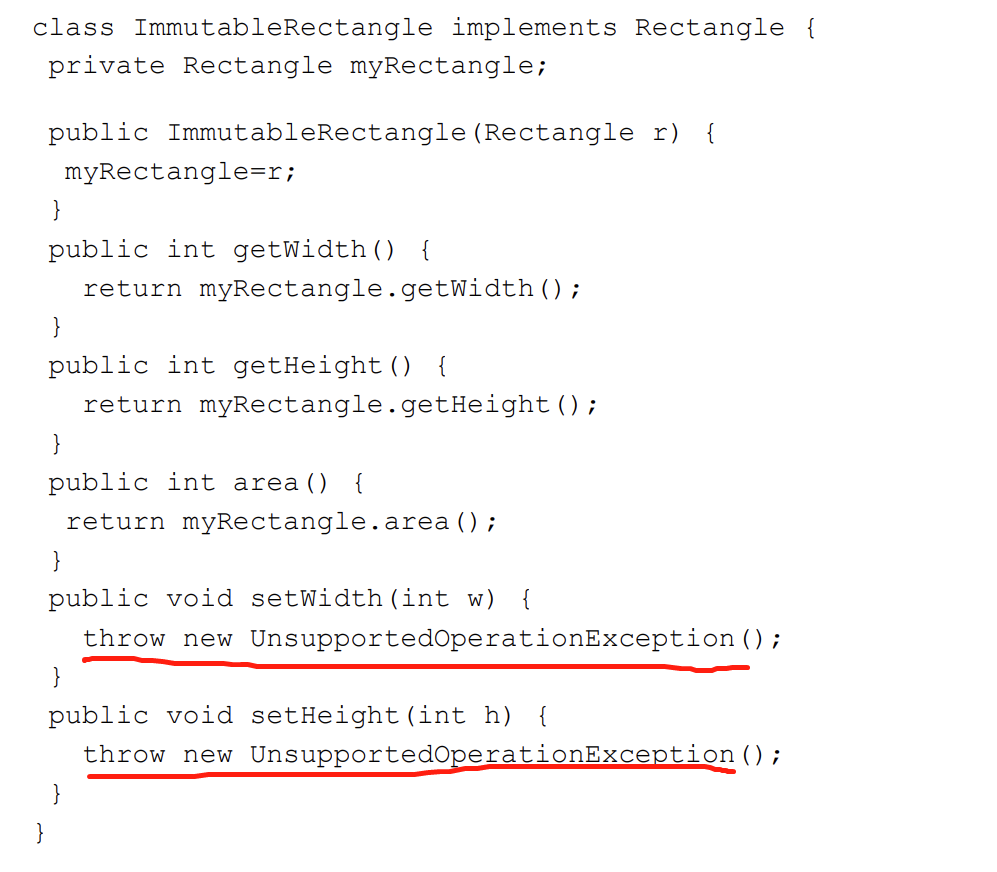 class ImmutableRectangle implements Rectangle {
private Rectangle myRectangle;
public ImmutableRectangle(Rectangle r) {
myRectangle=r;
}
public int getWidth() {
return myRectangle.getWidth();
}
public int getHeight() {
return myRectangle.getHeight();
}
public int area() {
return myRectangle.area();
}
public void setWidth(int w) {
throw new UnsupportedOperationException();
}
public void setHeight(int h) {
throw new UnsupportedOperationException();
}
}